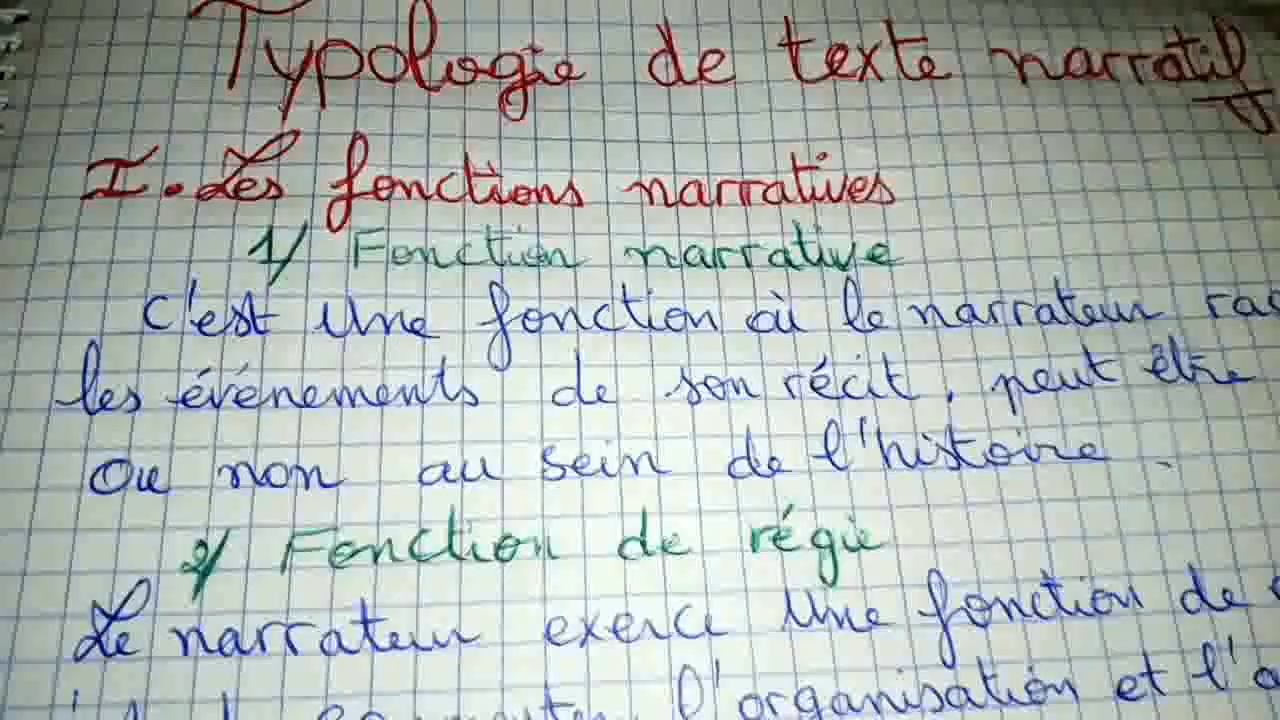 Typologie de texte narratif
I. Les fonctions narratives
1/ Fonction narrative
C'est une fonction où le narrateur
les événements de son récit, peut être
ou non au sein de l'histoire.
2/ Fonction de régie
Le narrateur exerce une fonction de
l'organisation et